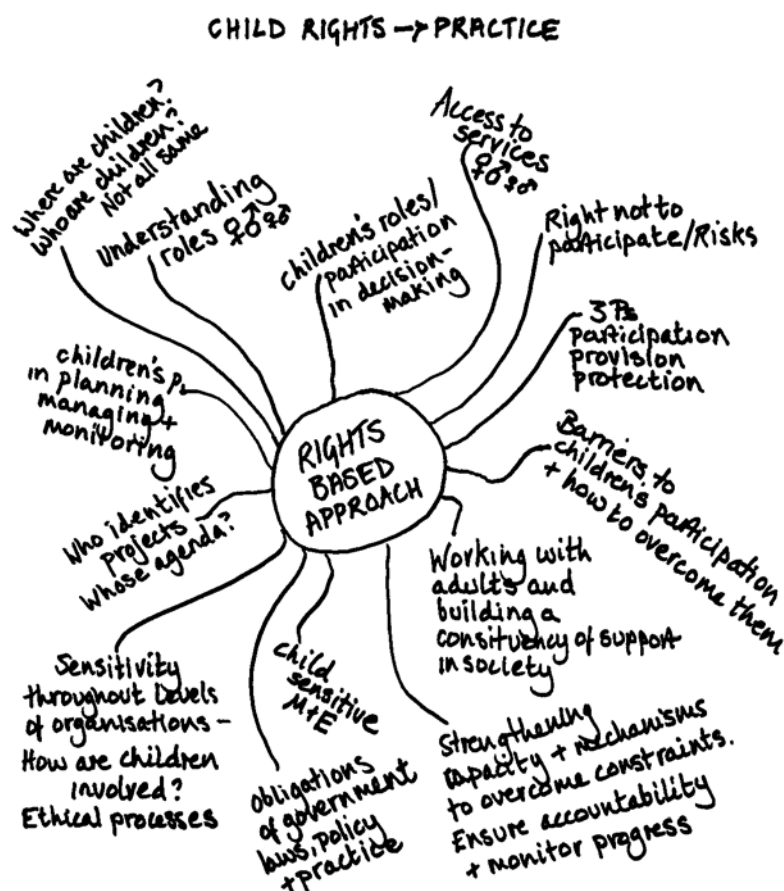 CHILD RIGHTS → PRACTICE
Where are children?
Who are children?
Not all same
Understanding
roles ♀♂♀♂
Children's roles/
participation
in decision-
making
Access to
services
♀♂♀♂
Right not to
participate/Risks
3 Ps
participation
provision
protection
Barriers to
children's participation
+ how to overcome them
Working with
adults and
building a
consituency of support
in society
Strengthening
capacity + mechanisms
to overcome constraints.
Ensure accountability
+ monitor progress
child
sensitive
M+E
Obligations
of government
laws, policy
+ practice
Sensitivity
throughout levels
of organisations –
How are children
involved?
Ethical processes
Who identifies
projects
Whose agenda?
children's
in planning
managing +
monitoring
RIGHTS
BASED
APPROACH